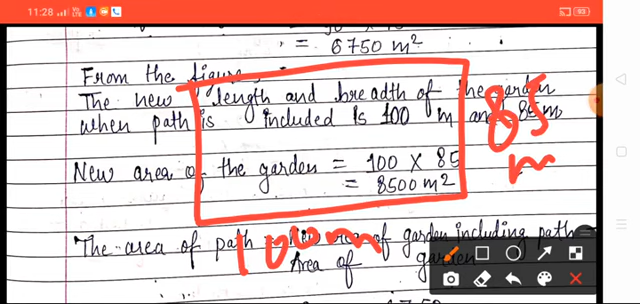 11:28
= 6750 m²
From the figure,
The new length and breadth of the garden
when path is included is 100 m and 85 m
85
m
New area of the garden = 100 × 85
= 8500 m²
100m
The area of path = New area of garden including path -
Area of garden